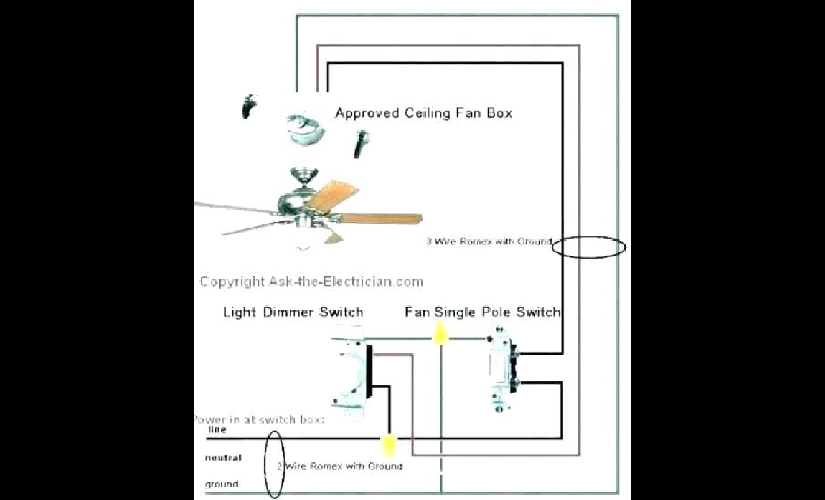 Approved Ceiling Fan Box
3 Wire Romex with Ground
Copyright Ask-the-Electrician.com
Light Dimmer Switch
Fan Single Pole Switch
Power in at switch box:
line
neutral
2 Wire Romex with Ground
ground